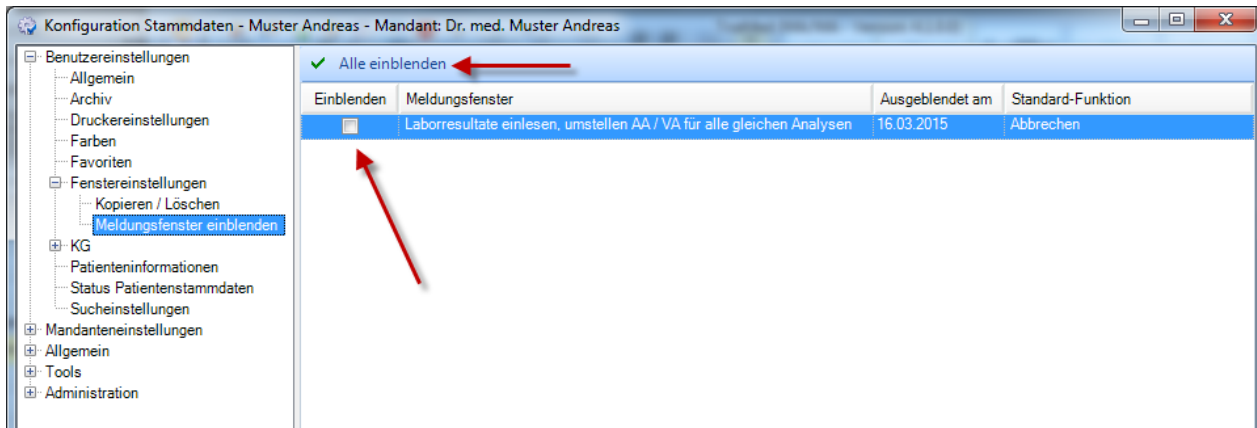 Konfiguration Stammdaten - Muster Andreas - Mandant: Dr. med. Muster Andreas
Benutzereinstellungen
Allgemein
Archiv
Druckereinstellungen
Farben
Favoriten
Fenstereinstellungen
Kopieren / Löschen
Meldungsfenster einblenden
KG
Patienteninformationen
Status Patientenstammdaten
Sucheinstellungen
Mandanteneinstellungen
Allgemein
Tools
Administration
Alle einblenden
Einblenden Meldungsfenster Ausgeblendet am Standard-Funktion
Laborresultate einlesen, umstellen AA / VA für alle gleichen Analysen 16.03.2015 Abbrechen